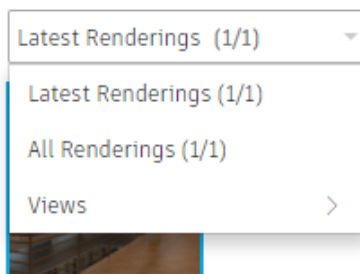 Latest Renderings (1/1)
Latest Renderings (1/1)
All Renderings (1/1)
Views